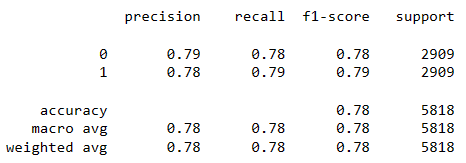 precision recall f1-score support
0 0.79 0.78 0.78 2909
1 0.78 0.79 0.79 2909
accuracy 0.78 5818
macro avg 0.78 0.78 0.78 5818
weighted avg 0.78 0.78 0.78 5818